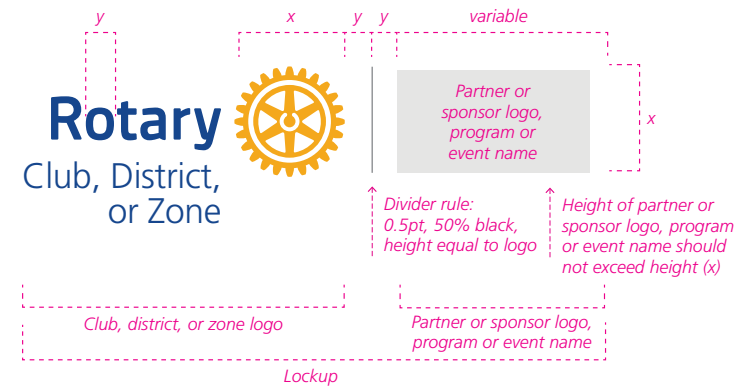 y
x
y
y
variable
Rotary
Club, District,
or Zone
Partner or
sponsor logo,
program or
event name
x
Divider rule:
0.5pt, 50% black,
height equal to logo
Height of partner or
sponsor logo, program
or event name should
not exceed height (x)
Club, district, or zone logo
Partner or sponsor logo,
program or event name
Lockup